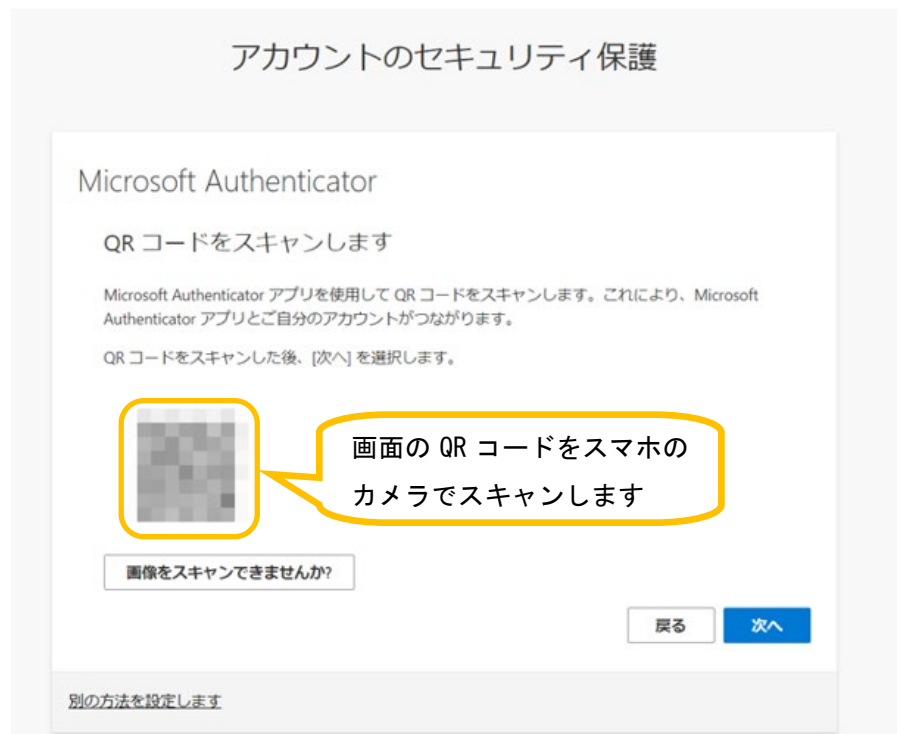 アカウントのセキュリティ保護
Microsoft Authenticator
QR コードをスキャンします
Microsoft Authenticator アプリを使用して QR コードをスキャンします。これにより、Microsoft
Authenticator アプリとご自分のアカウントがつながります。
QR コードをスキャンした後、[次へ] を選択します。
画面の QR コードをスマホの
カメラでスキャンします
画像をスキャンできませんか?
戻る
次へ
別の方法を設定します